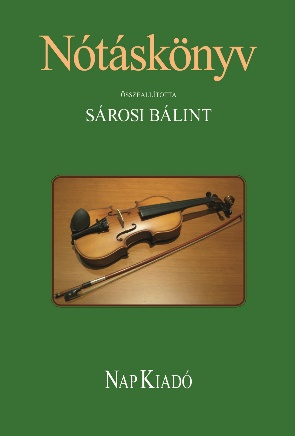 Nótáskönyv
ÖSSZEÁLLÍTOTTA
SÁROSI BÁLINT
NAP KIADÓ